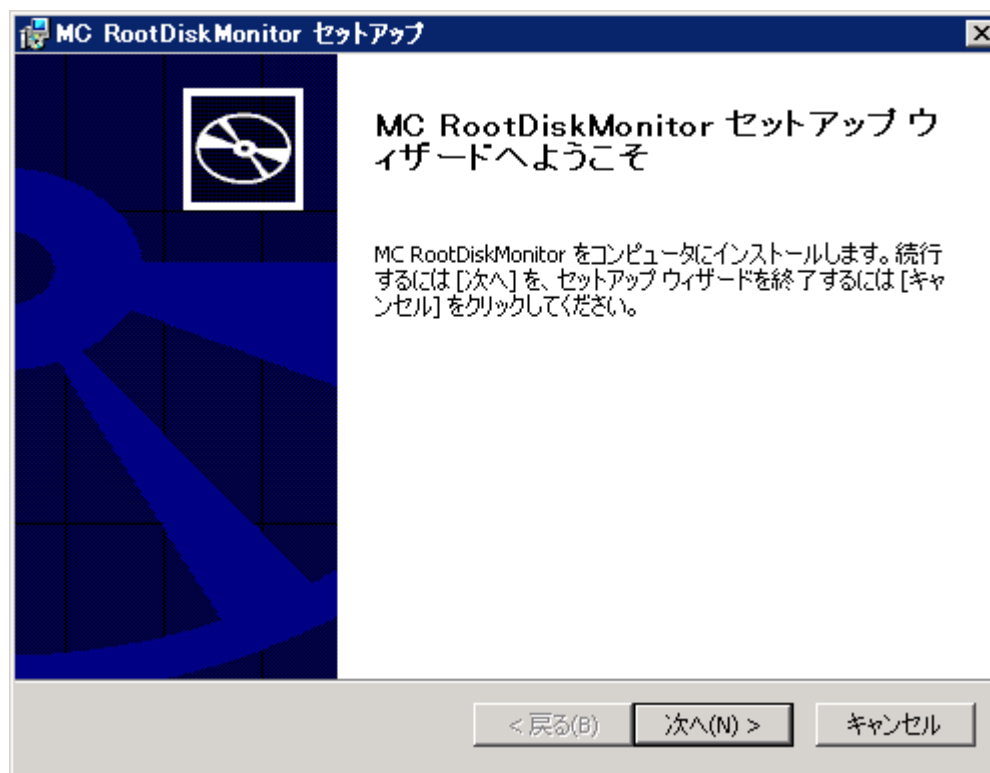 MC RootDiskMonitor セットアップ
MC RootDiskMonitor セットアップ ウ
ィザードへようこそ
MC RootDiskMonitor をコンピュータにインストールします。続行
するには [次へ] を、セットアップ ウィザードを終了するには [キャ
ンセル] をクリックしてください。
< 戻る(B) 次へ(N) > キャンセル